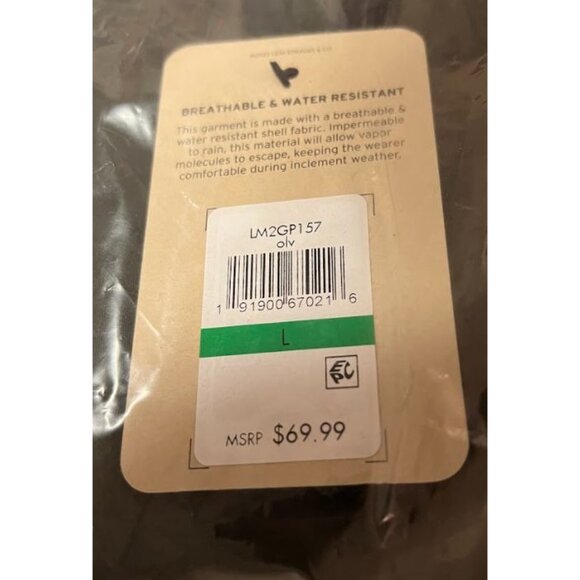 BREATHABLE & WATER RESISTANT
This garment is made with a breathable &
water resistant shell fabric. Impermeable
to rain, this material will allow vapor
molecules to escape, keeping the wearer
comfortable during inclement weather.
LM2GP157
olv
1 91900 67021 6
L
EPC
MSRP $69.99